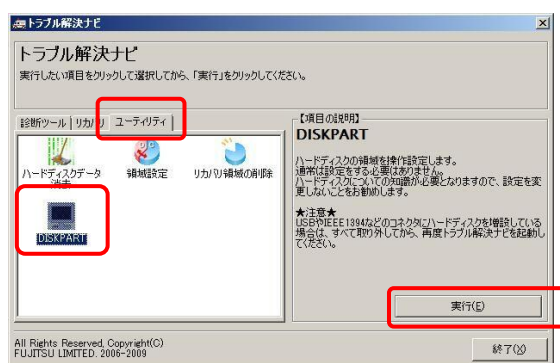 トラブル解決ナビ
トラブル解決ナビ
実行したい項目をクリックして選択してから、「実行」をクリックしてください。
診断ツール リカバリ ユーティリティ
ハードディスクデータ消去
領域設定
リカバリ領域の削除
DISKPART
【項目の説明】
DISKPART
ハードディスクの領域を操作設定します。
通常は設定をする必要はありません。
ハードディスクについての知識が必要となりますので、設定を変
更しないことをお勧めします。
★注意★
USBやIEEE1394などのコネクタにハードディスクを増設している
場合は、すべて取り外してから、再度トラブル解決ナビを起動し
てください。
実行(E)
All Rights Reserved, Copyright(C)
FUJITSU LIMITED. 2006-2009
終了(X)